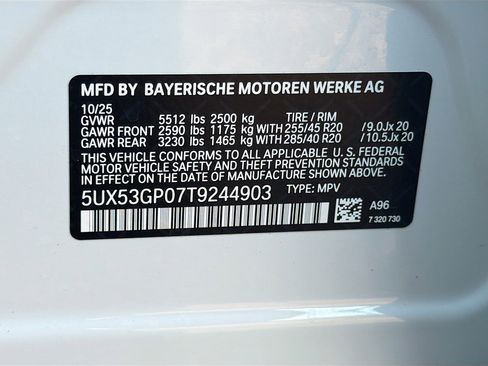 MFD BY BAYERISCHE MOTOREN WERKE AG
10/25
GVWR 5512 lbs 2500 kg TIRE / RIM
GAWR FRONT 2590 lbs 1175 kg WITH 255/45 R20 /9.0Jx 20
GAWR REAR 3230 lbs 1465 kg WITH 285/40 R20 /10.5Jx 20
THIS VEHICLE CONFORMS TO ALL APPLICABLE U.S. FEDERAL
MOTOR VEHICLE SAFETY AND THEFT PREVENTION STANDARDS
IN EFFECT ON THE DATE OF MANUFACTURE SHOWN ABOVE.
5UX53GP07T9244903 TYPE: MPV
A96
7 320 730